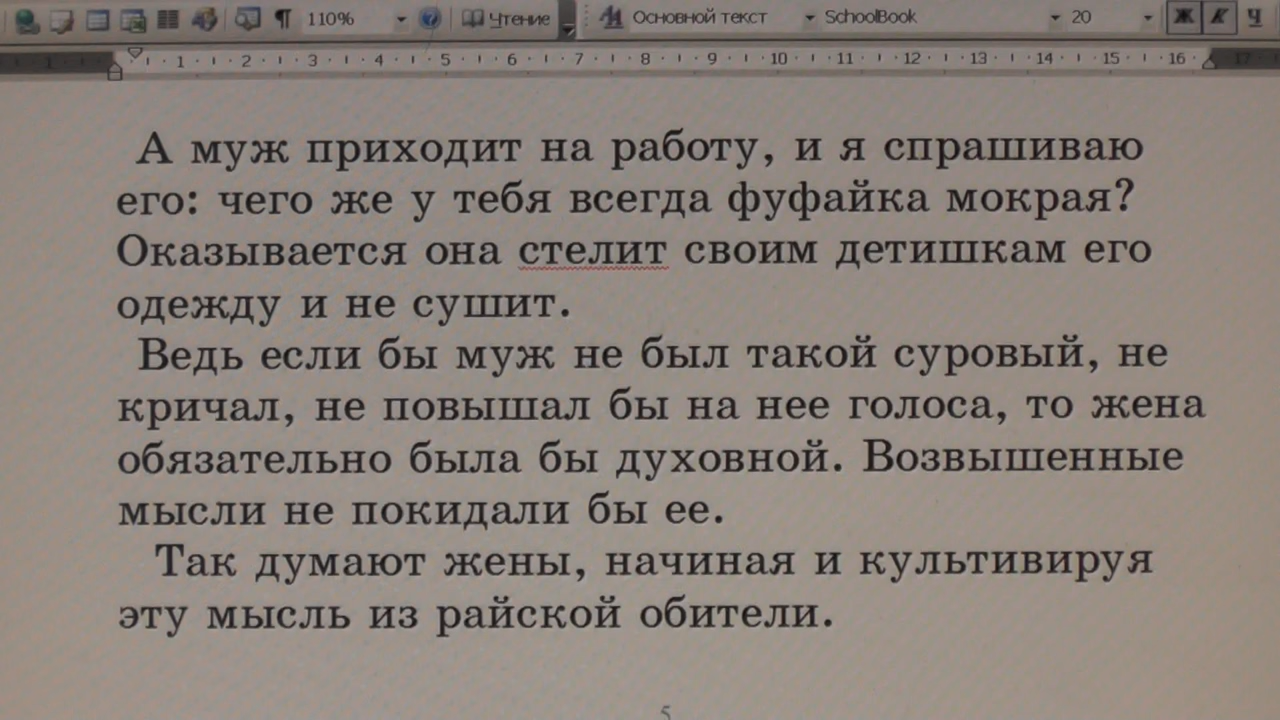 110%
Чтение
Основной текст
SchoolBook
20
Ж К Ч
1 1 2 3 4 5 6 7 8 9 10 11 12 13 14 15 16 17
А муж приходит на работу, и я спрашиваю
его: чего же у тебя всегда фуфайка мокрая?
Оказывается она стелит своим детишкам его
одежду и не сушит.
Ведь если бы муж не был такой суровый, не
кричал, не повышал бы на нее голоса, то жена
обязательно была бы духовной. Возвышенные
мысли не покидали бы ее.
Так думают жены, начиная и культивируя
эту мысль из райской обители.
5